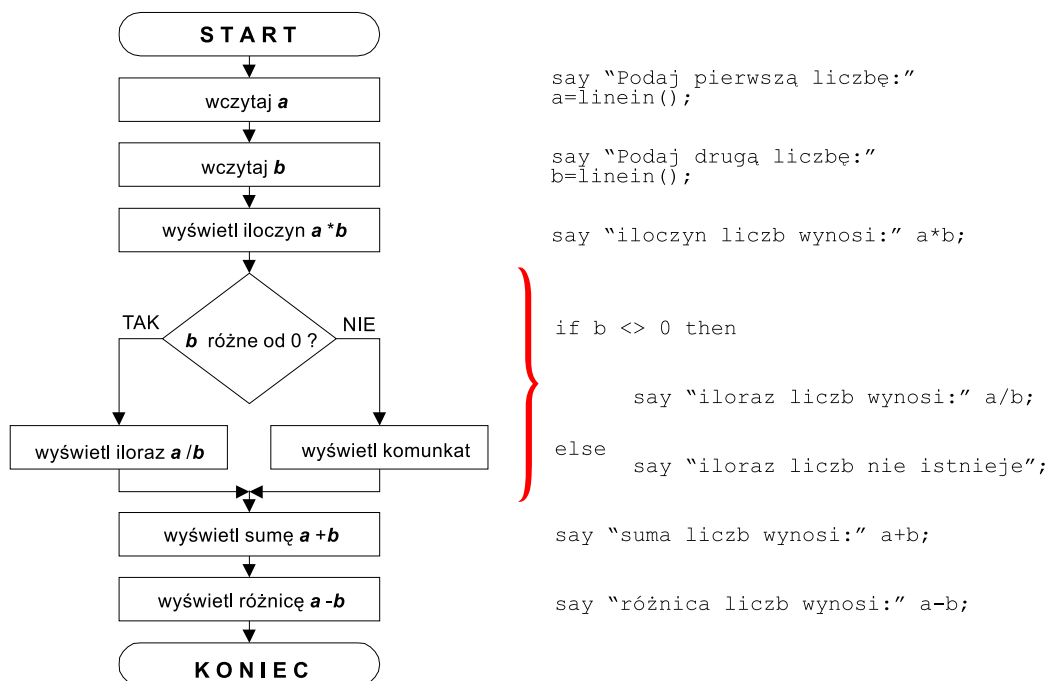 START
wczytaj a
wczytaj b
wyświetl iloczyn a *b
TAK
b różne od 0 ?
NIE
wyświetl iloraz a /b
wyświetl komunkat
wyświetl sumę a +b
wyświetl różnicę a -b
KONIEC
say “Podaj pierwszą liczbę:”
a=linein();
say “Podaj drugą liczbę:”
b=linein();
say “iloczyn liczb wynosi:” a*b;
if b <> 0 then
say “iloraz liczb wynosi:” a/b;
else
say “iloraz liczb nie istnieje”;
say “suma liczb wynosi:” a+b;
say “różnica liczb wynosi:” a-b;